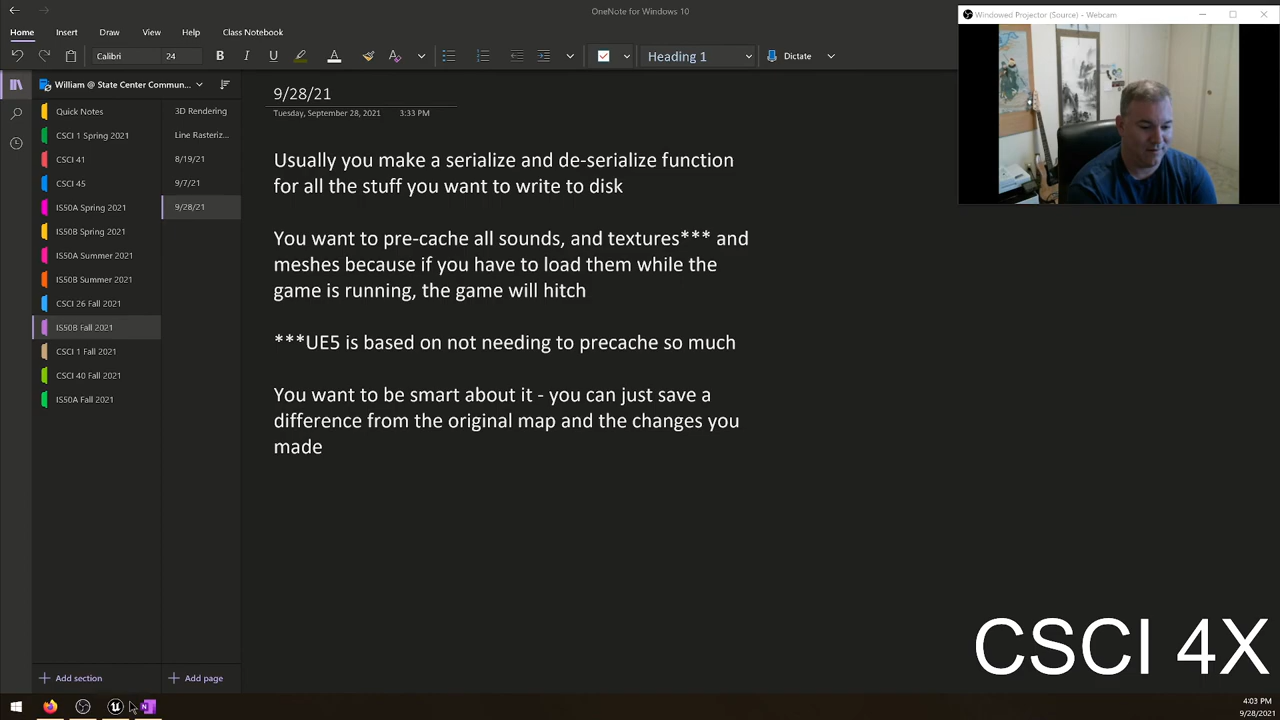 OneNote for Windows 10
Windowed Projector (Source) - Webcam
Home
Insert
Draw
View
Help
Class Notebook
Calibri
24
B
I
U
A
A
Heading 1
Dictate
William @ State Center Commun...
Quick Notes
CSCI 1 Spring 2021
CSCI 41
CSCI 45
IS50A Spring 2021
IS50B Spring 2021
IS50A Summer 2021
IS50B Summer 2021
CSCI 26 Fall 2021
IS50B Fall 2021
CSCI 1 Fall 2021
CSCI 40 Fall 2021
IS50A Fall 2021
Add section
3D Rendering
Line Rasteriz...
8/19/21
9/7/21
9/28/21
Add page
9/28/21
Tuesday, September 28, 2021
3:33 PM
Usually you make a serialize and de-serialize function
for all the stuff you want to write to disk
You want to pre-cache all sounds, and textures*** and
meshes because if you have to load them while the
game is running, the game will hitch
***UE5 is based on not needing to precache so much
You want to be smart about it - you can just save a
difference from the original map and the changes you
made
CSCI 4X
4:03 PM
9/28/2021